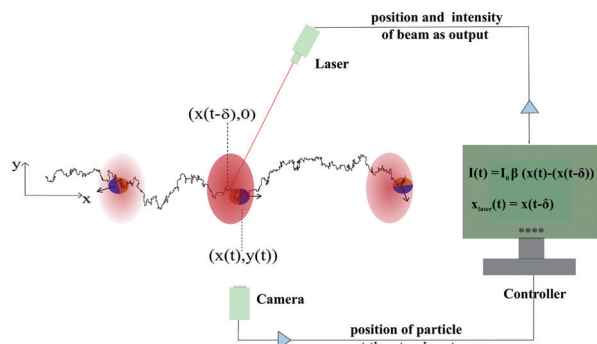 position and intensity
of beam as output
Laser
(x(t-δ),0)
y
x
I(t) =I₀β (x(t)-(x(t-δ))
x_laser(t) = x(t-δ)
(x(t),y(t))
Camera
Controller
position of particle